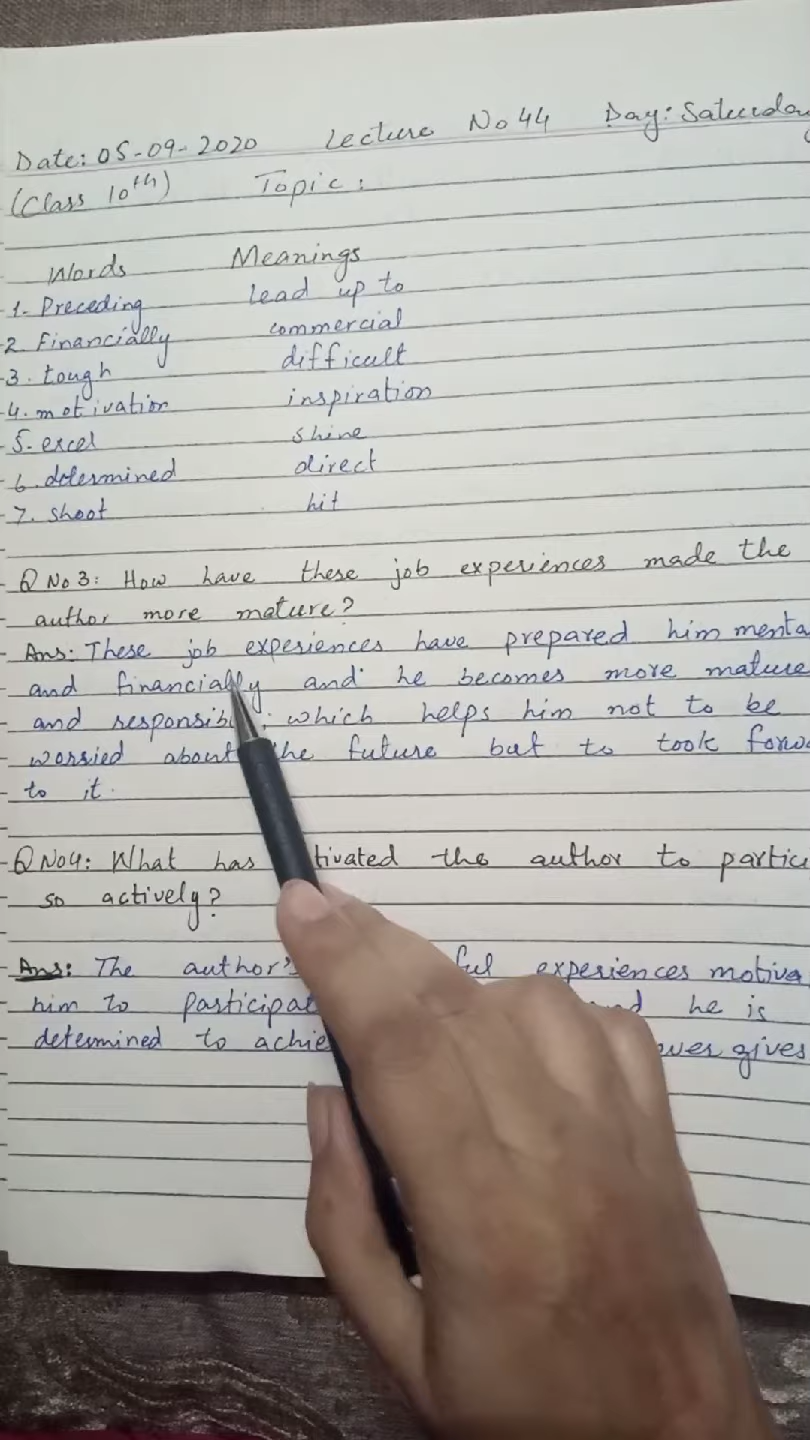 Date: 05-09-2020 Lecture No 44 Day: Saturday
(Class 10th) Topic:
Words Meanings
1. Preceding lead up to
2. Financially commercial
3. tough difficult
4. motivation inspiration
5. excel shine
6. determined direct
7. shoot hit
Q No 3: How have these job experiences made the
author more mature?
Ans: These job experiences have prepared him menta
and financially and he becomes more mature
and responsib which helps him not to be
worried about the future but to took forwa
to it.
Q No 4: What has tivated the author to partici
so actively?
Ans: The author's ful experiences motiva
him to participat and he is
determined to achie gives